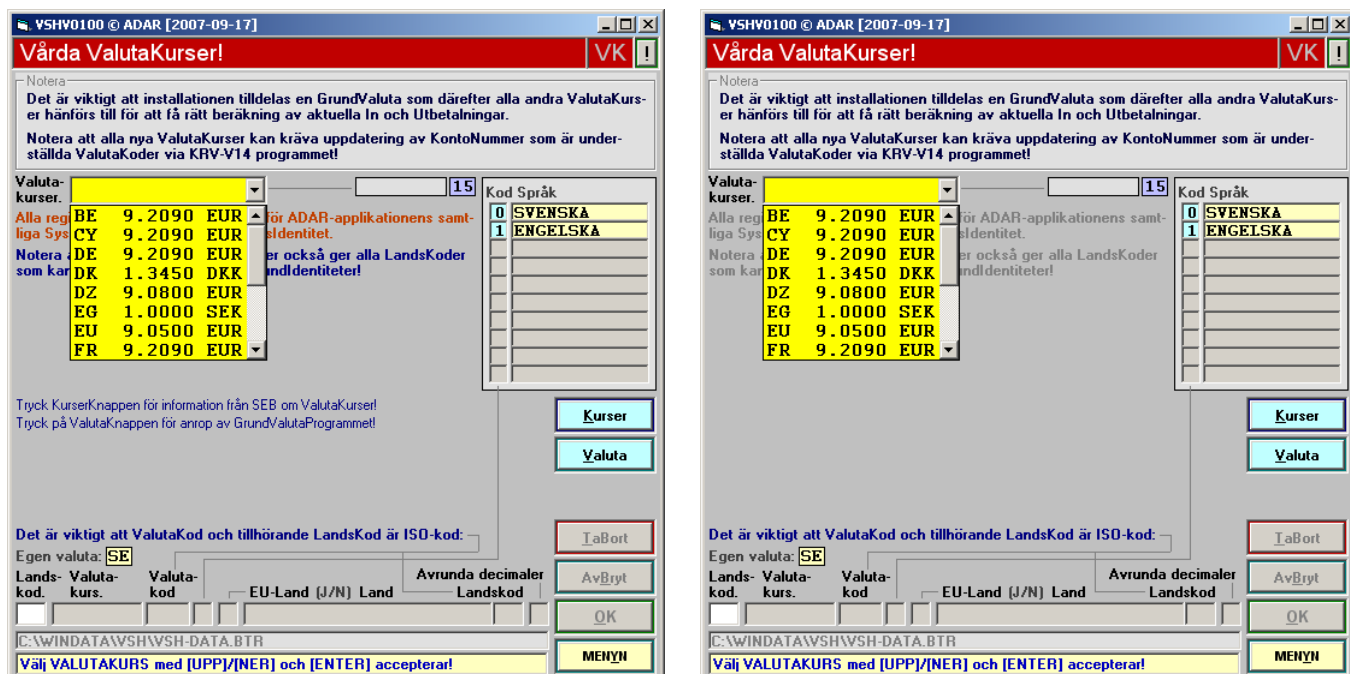 VSHV0100 © ADAR [2007-09-17]
Vårda ValutaKurser!
VK !
Notera
Det är viktigt att installationen tilldelas en GrundValuta som därefter alla andra ValutaKurs-
er hänförs till för att få rätt beräkning av aktuella In och Utbetalningar.
Notera att alla nya ValutaKurser kan kräva uppdatering av KontoNummer som är under-
ställda ValutaKoder via KRV-V14 programmet!
Valuta-
kurser.
15
Alla regi
för ADAR-applikationens samt-
liga Sys
sIdentitet.
Notera
er också ger alla LandsKoder
som kar
undIdentiteter!
BE 9.2090 EUR
CY 9.2090 EUR
DE 9.2090 EUR
DK 1.3450 DKK
DZ 9.0800 EUR
EG 1.0000 SEK
EU 9.0500 EUR
FR 9.2090 EUR
Kod Språk
0 SVENSKA
1 ENGELSKA
Tryck KurserKnappen för information från SEB om ValutaKurser!
Tryck på ValutaKnappen för anrop av GrundValutaProgrammet!
Kurser
Valuta
Det är viktigt att ValutaKod och tillhörande LandsKod är ISO-kod:
Egen valuta: SE
Lands-
kod.
Valuta-
kurs.
Valuta-
kod
EU-Land (J/N) Land
Avrunda decimaler
Landskod
TaBort
AvBryt
OK
C:\WINDATA\VSH\VSH-DATA.BTR
Välj VALUTAKURS med [UPP]/[NER] och [ENTER] accepterar!
MENYN
VSHV0100 © ADAR [2007-09-17]
Vårda ValutaKurser!
VK !
Notera
Det är viktigt att installationen tilldelas en GrundValuta som därefter alla andra ValutaKurs-
er hänförs till för att få rätt beräkning av aktuella In och Utbetalningar.
Notera att alla nya ValutaKurser kan kräva uppdatering av KontoNummer som är under-
ställda ValutaKoder via KRV-V14 programmet!
Valuta-
kurser.
15
Alla regi
för ADAR-applikationens samt-
liga Sys
sIdentitet.
Notera
er också ger alla LandsKoder
som kar
undIdentiteter!
BE 9.2090 EUR
CY 9.2090 EUR
DE 9.2090 EUR
DK 1.3450 DKK
DZ 9.0800 EUR
EG 1.0000 SEK
EU 9.0500 EUR
FR 9.2090 EUR
Kod Språk
0 SVENSKA
1 ENGELSKA
Kurser
Valuta
Det är viktigt att ValutaKod och tillhörande LandsKod är ISO-kod:
Egen valuta: SE
Lands-
kod.
Valuta-
kurs.
Valuta-
kod
EU-Land (J/N) Land
Avrunda decimaler
Landskod
TaBort
AvBryt
OK
C:\WINDATA\VSH\VSH-DATA.BTR
Välj VALUTAKURS med [UPP]/[NER] och [ENTER] accepterar!
MENYN